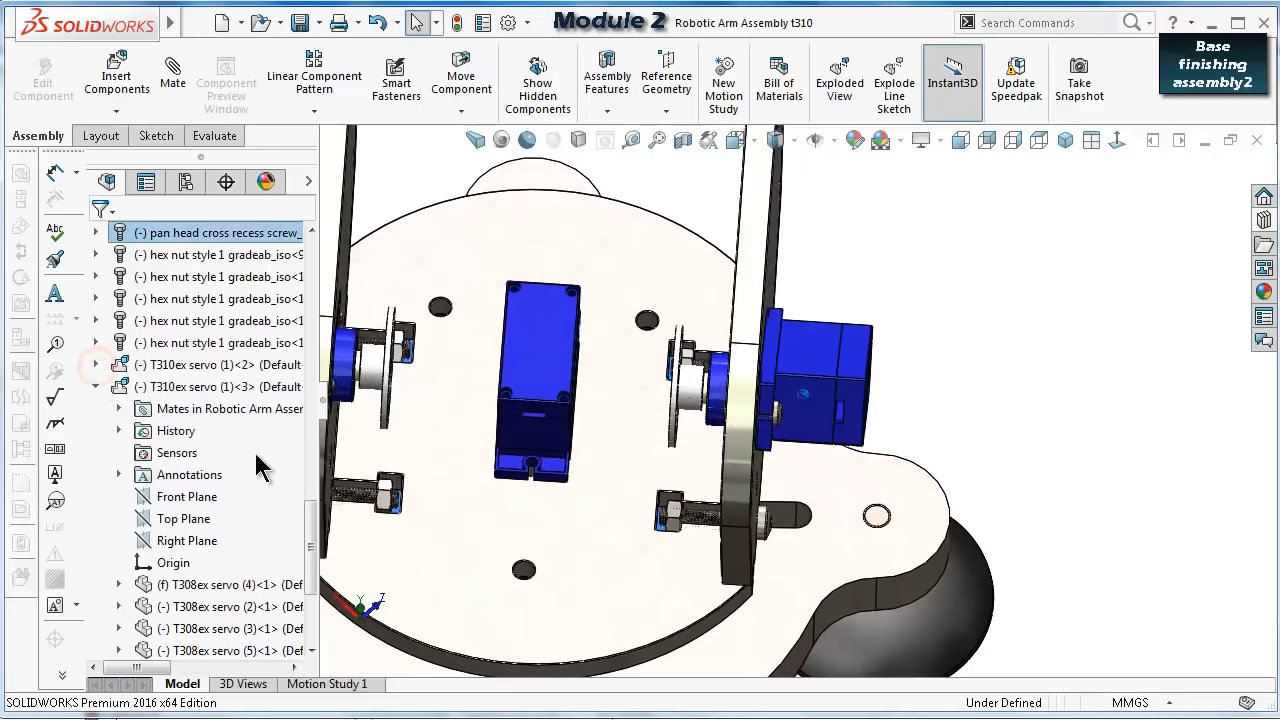 SOLIDWORKS
Module 2
Robotic Arm Assembly t310
Search Commands
Base
finishing
assembly2
Edit
Component
Insert
Components
Mate
Component
Preview
Window
Linear Component
Pattern
Smart
Fasteners
Move
Component
Show
Hidden
Components
Assembly
Features
Reference
Geometry
New
Motion
Study
Bill of
Materials
Exploded
View
Explode
Line
Sketch
Instant3D
Update
Speedpak
Take
Snapshot
Assembly
Layout
Sketch
Evaluate
(-) pan head cross recess screw_
(-) hex nut style 1 gradeab_iso<9
(-) hex nut style 1 gradeab_iso<1
(-) hex nut style 1 gradeab_iso<1
(-) hex nut style 1 gradeab_iso<1
(-) hex nut style 1 gradeab_iso<1
(-) T310ex servo (1)<2> (Default
(-) T310ex servo (1)<3> (Default
Mates in Robotic Arm Asser
History
Sensors
Annotations
Front Plane
Top Plane
Right Plane
Origin
(f) T308ex servo (4)<1> (Def
(-) T308ex servo (2)<1> (Def
(-) T308ex servo (3)<1> (Def
(-) T308ex servo (5)<1> (Def
Y
Z
Model
3D Views
Motion Study 1
SOLIDWORKS Premium 2016 x64 Edition
Under Defined
MMGS